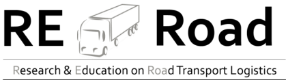 RE Road
Research & Education on Road Transport Logistics